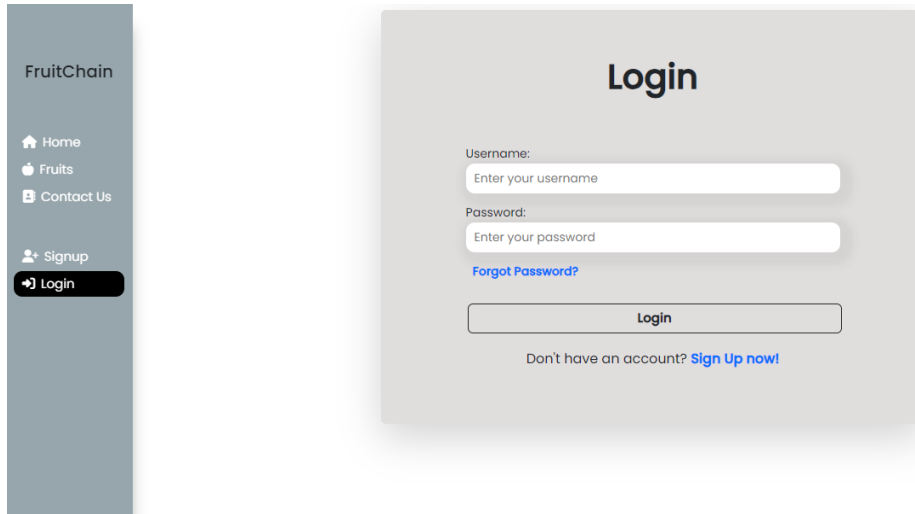 FruitChain
Home
Fruits
Contact Us
Signup
Login
Login
Username:
Enter your username
Password:
Enter your password
Forgot Password?
Login
Don't have an account? Sign Up now!